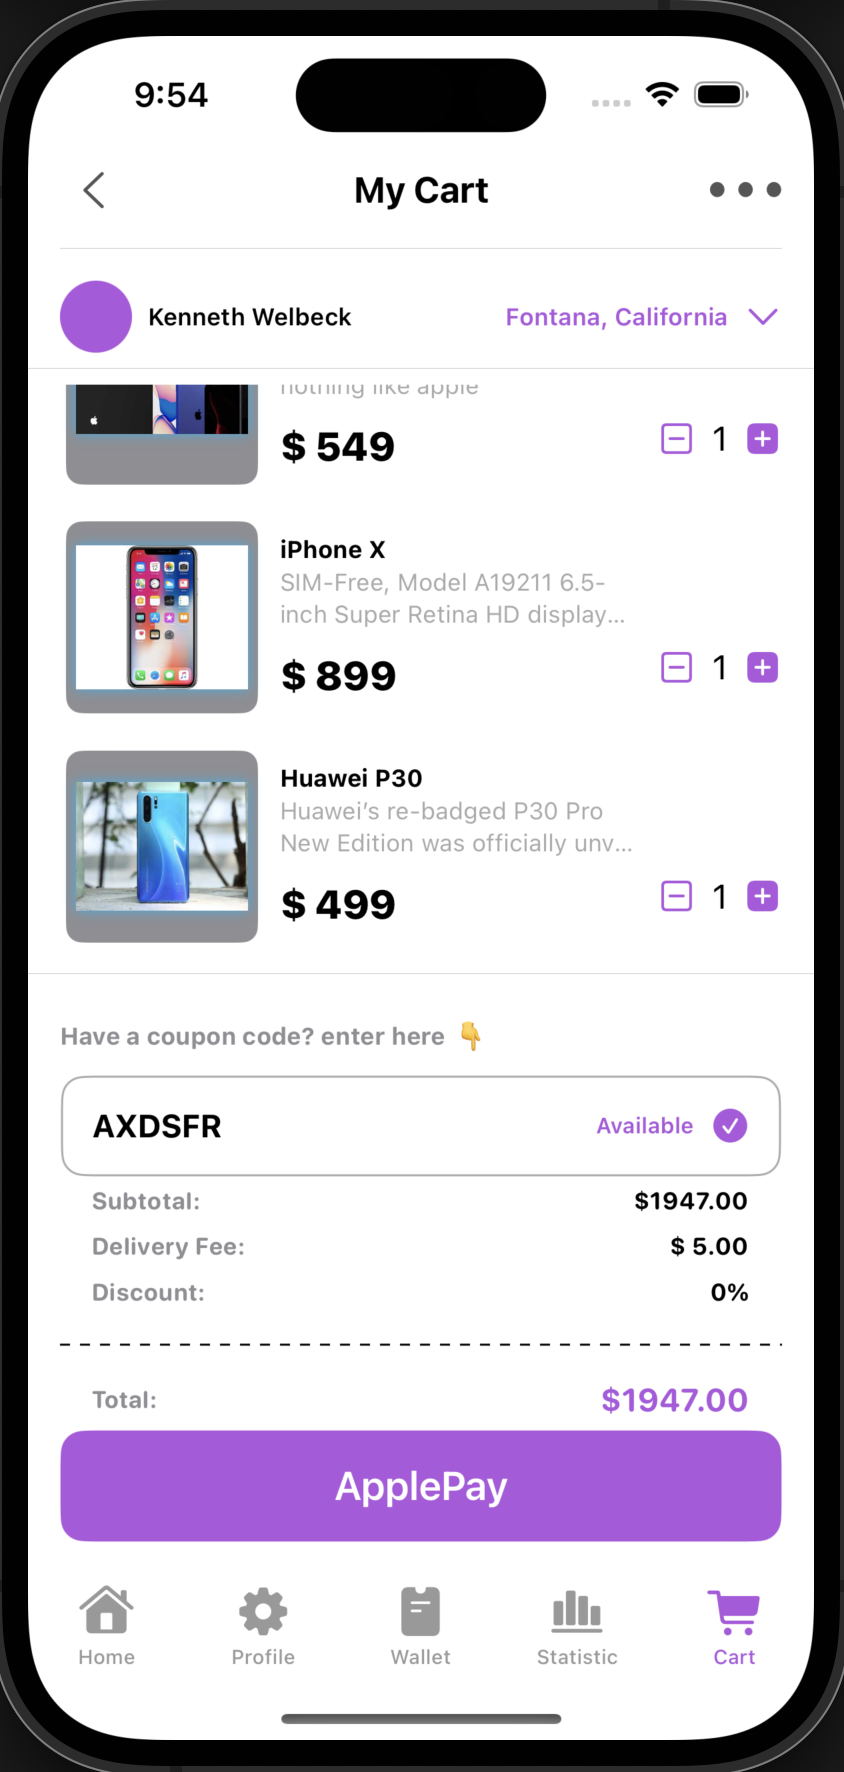 9:54
My Cart
Kenneth Welbeck
Fontana, California
nothing like apple
$ 549
1
iPhone X
SIM-Free, Model A19211 6.5-
inch Super Retina HD display...
$ 899
1
Huawei P30
Huawei's re-badged P30 Pro
New Edition was officially unv...
$ 499
1
Have a coupon code? enter here 👇
AXDSFR
Available
Subtotal: $1947.00
Delivery Fee: $ 5.00
Discount: 0%
Total: $1947.00
ApplePay
Home
Profile
Wallet
Statistic
Cart